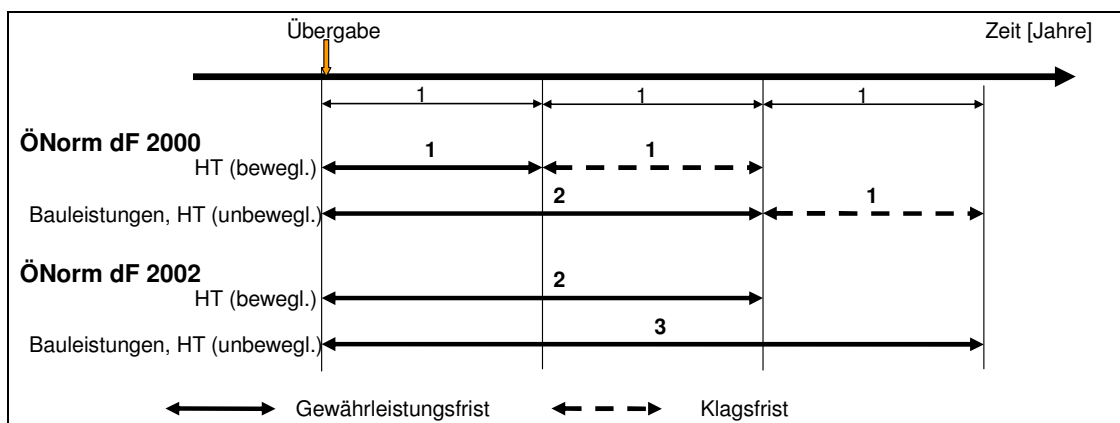 Übergabe Zeit [Jahre]
1 1 1
ÖNorm dF 2000
HT (bewegl.) 1 1
Bauleistungen, HT (unbewegl.) 2 1
ÖNorm dF 2002
HT (bewegl.) 2
Bauleistungen, HT (unbewegl.) 3
Gewährleistungsfrist Klagsfrist